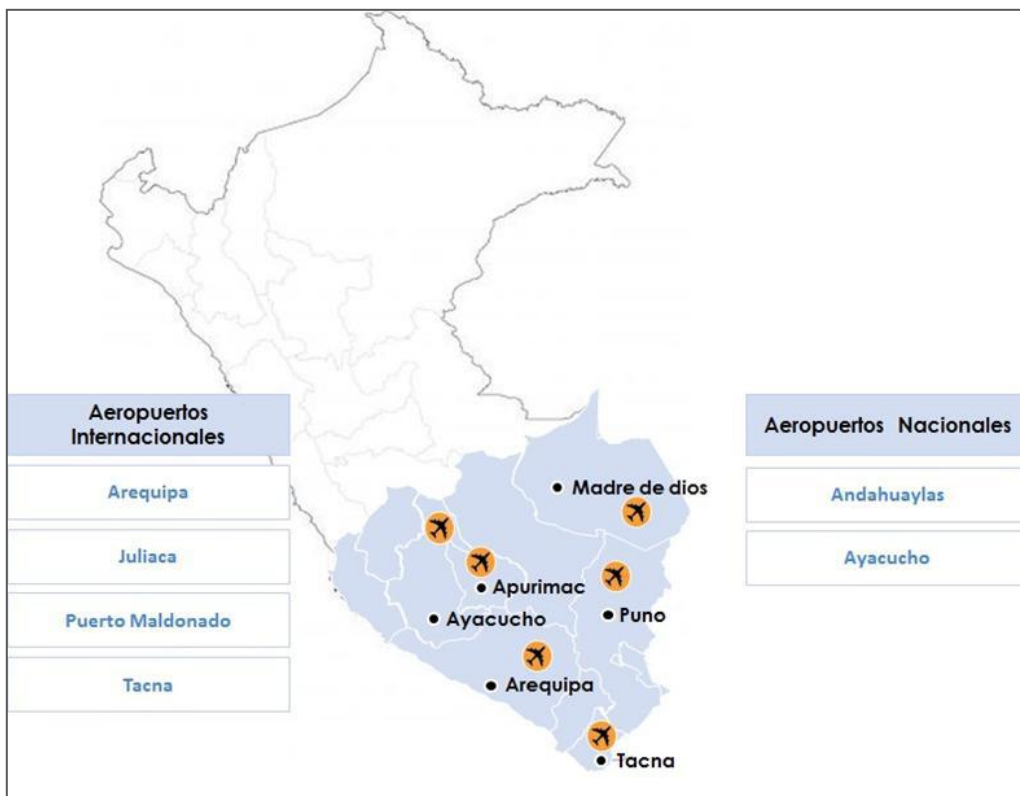 Aeropuertos
Internacionales
Arequipa
Juliaca
Puerto Maldonado
Tacna
Madre de dios
Apurimac
Ayacucho
Puno
Arequipa
Tacna
Aeropuertos Nacionales
Andahuaylas
Ayacucho